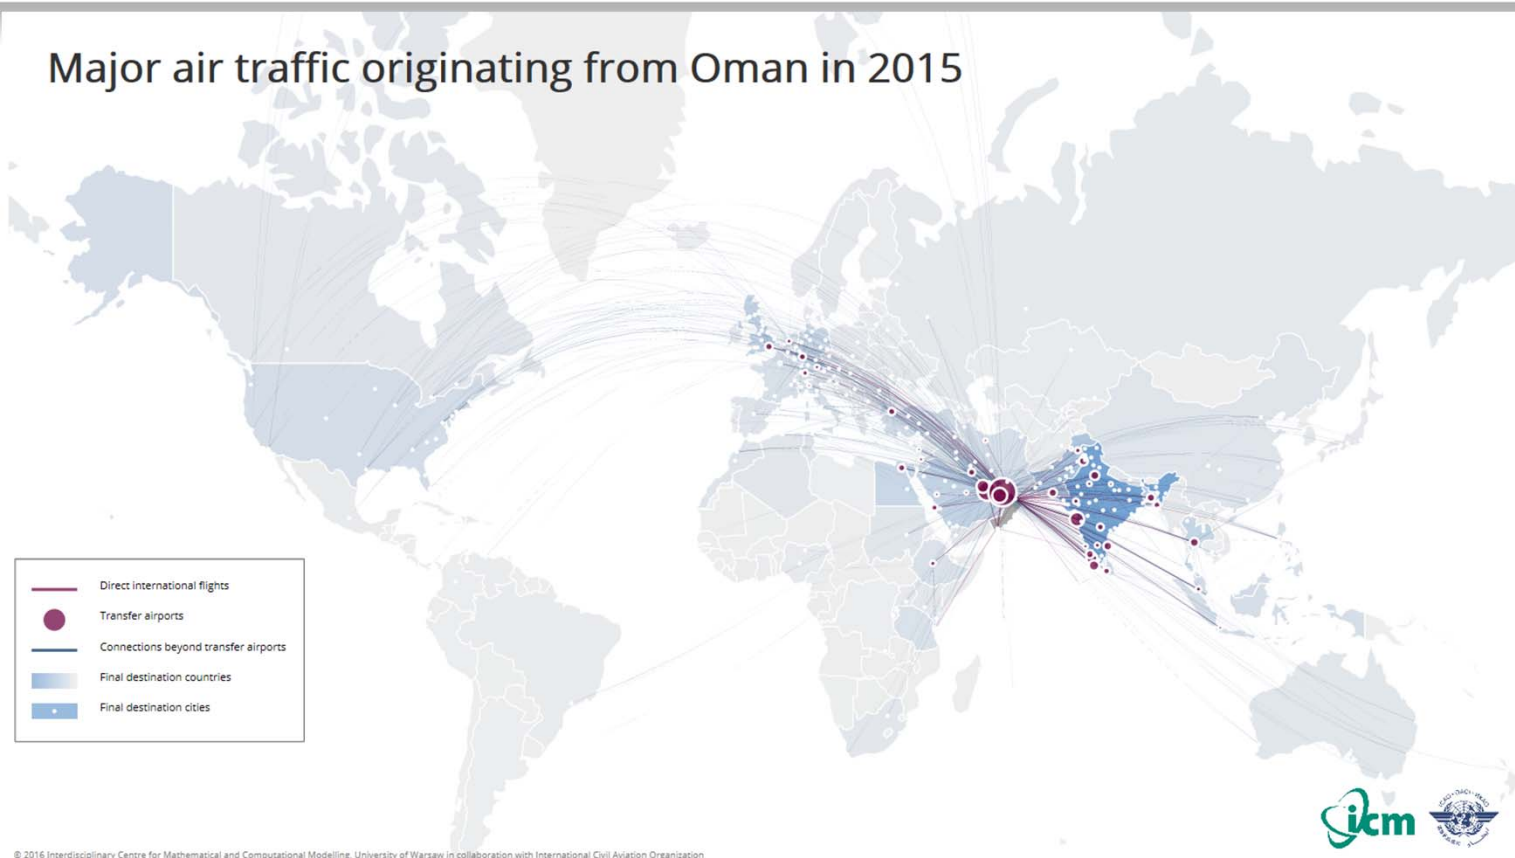 Major air traffic originating from Oman in 2015
Direct international flights
Transfer airports
Connections beyond transfer airports
Final destination countries
Final destination cities
icm
© 2016 Interdisciplinary Centre for Mathematical and Computational Modelling, University of Warsaw in collaboration with International Civil Aviation Organization